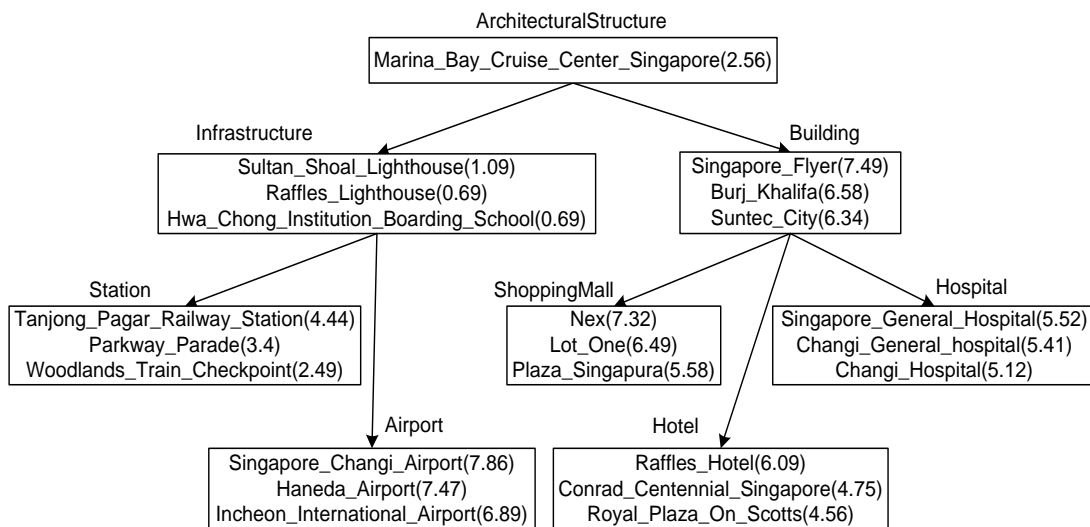 ArchitecturalStructure
Marina_Bay_Cruise_Center_Singapore(2.56)
Infrastructure
Sultan_Shoal_Lighthouse(1.09)
Raffles_Lighthouse(0.69)
Hwa_Chong_Institution_Boarding_School(0.69)
Building
Singapore_Flyer(7.49)
Burj_Khalifa(6.58)
Suntec_City(6.34)
Station
Tanjong_Pagar_Railway_Station(4.44)
Parkway_Parade(3.4)
Woodlands_Train_Checkpoint(2.49)
ShoppingMall
Nex(7.32)
Lot_One(6.49)
Plaza_Singapura(5.58)
Hospital
Singapore_General_Hospital(5.52)
Changi_General_hospital(5.41)
Changi_Hospital(5.12)
Airport
Singapore_Changi_Airport(7.86)
Haneda_Airport(7.47)
Incheon_International_Airport(6.89)
Hotel
Raffles_Hotel(6.09)
Conrad_Centennial_Singapore(4.75)
Royal_Plaza_On_Scotts(4.56)